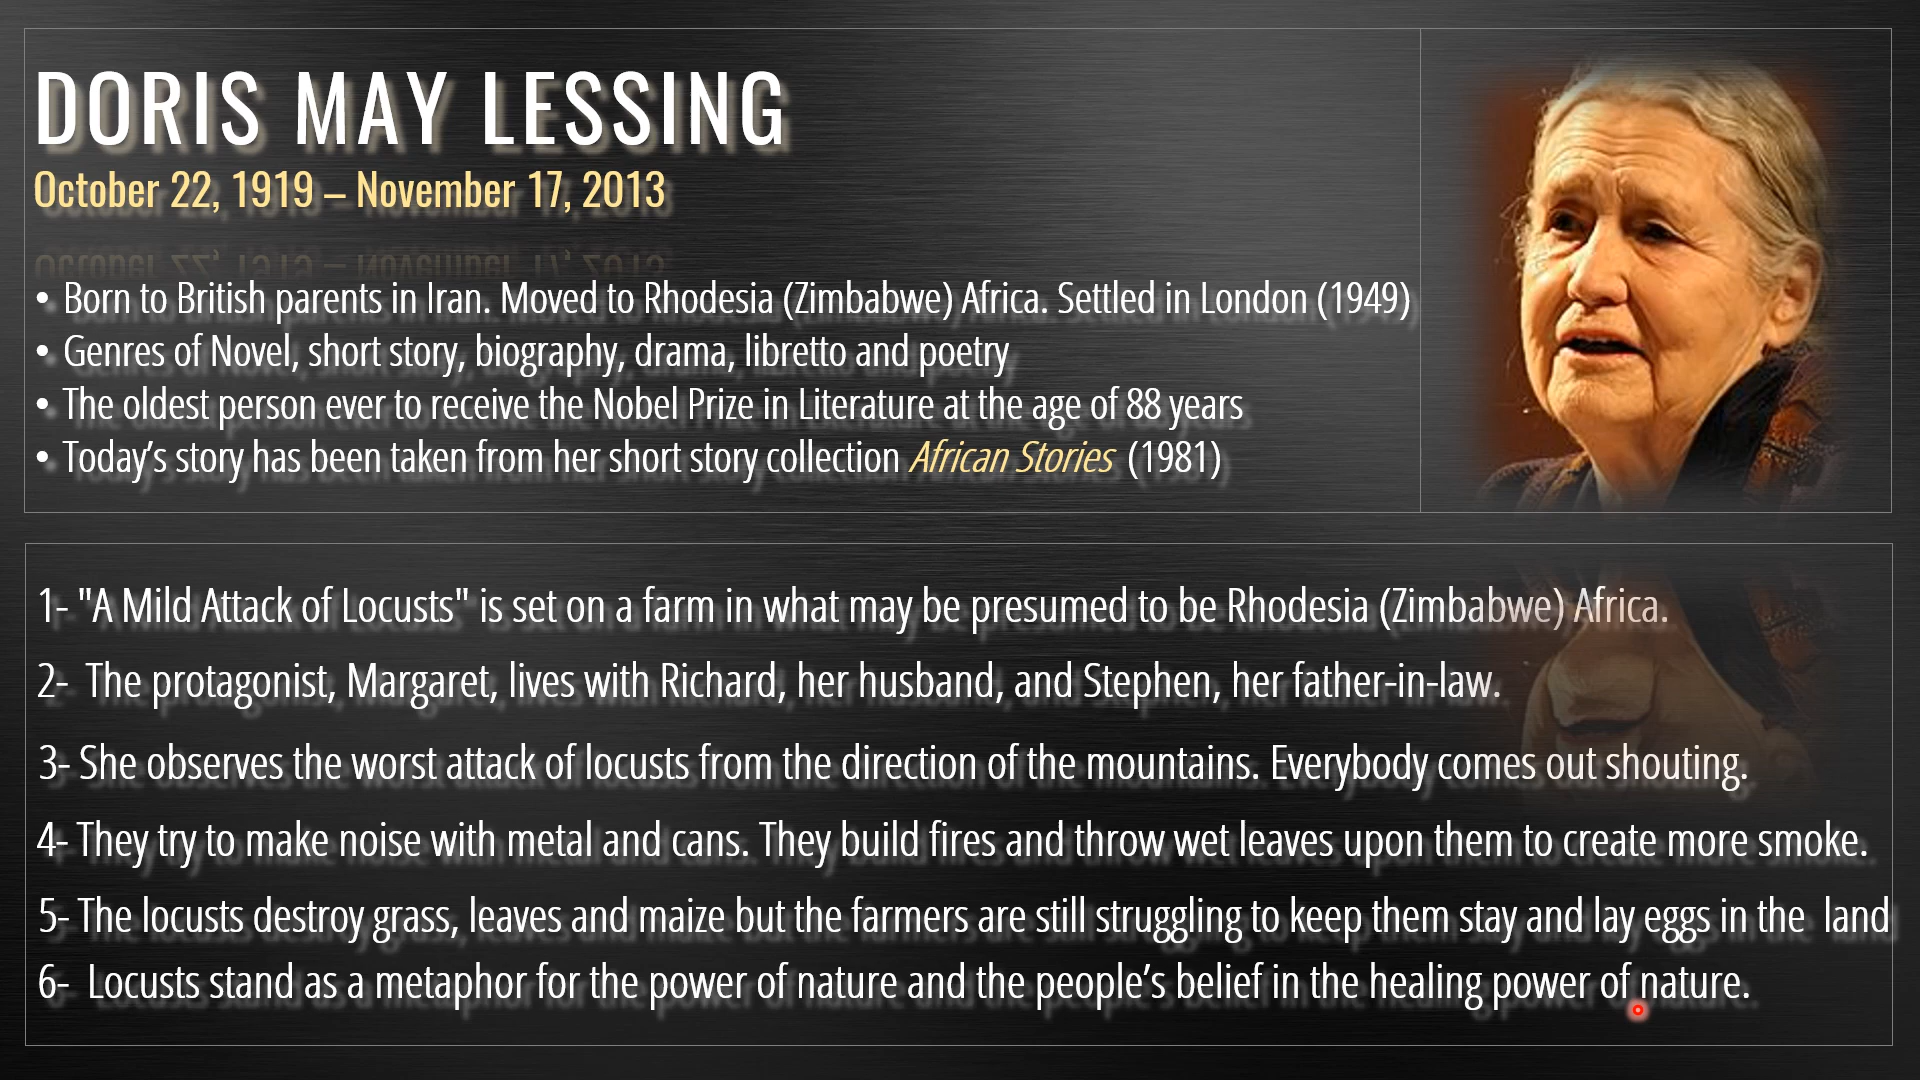 DORIS MAY LESSING
October 22, 1919 – November 17, 2013
• Born to British parents in Iran. Moved to Rhodesia (Zimbabwe) Africa. Settled in London (1949)
• Genres of Novel, short story, biography, drama, libretto and poetry
• The oldest person ever to receive the Nobel Prize in Literature at the age of 88 years
• Today’s story has been taken from her short story collection African Stories (1981)
1- "A Mild Attack of Locusts" is set on a farm in what may be presumed to be Rhodesia (Zimbabwe) Africa.
2- The protagonist, Margaret, lives with Richard, her husband, and Stephen, her father-in-law.
3- She observes the worst attack of locusts from the direction of the mountains. Everybody comes out shouting.
4- They try to make noise with metal and cans. They build fires and throw wet leaves upon them to create more smoke.
5- The locusts destroy grass, leaves and maize but the farmers are still struggling to keep them stay and lay eggs in the land
6- Locusts stand as a metaphor for the power of nature and the people’s belief in the healing power of nature.